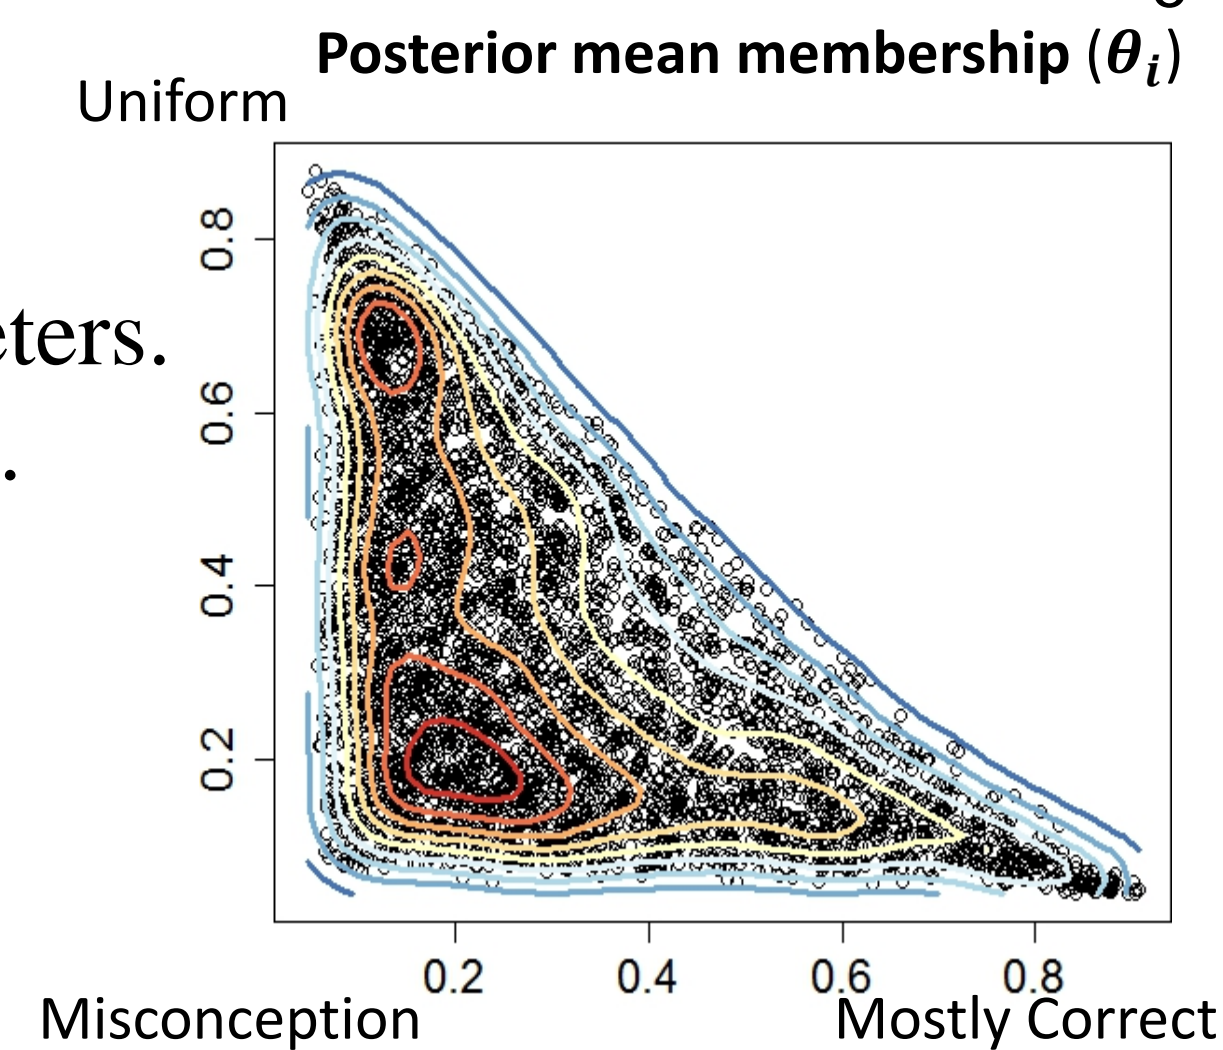 Posterior mean membership (θᵢ)
Uniform
0.8
eters.
0.6
.
0.4
0.2
0.2 0.4 0.6 0.8
Misconception Mostly Correct